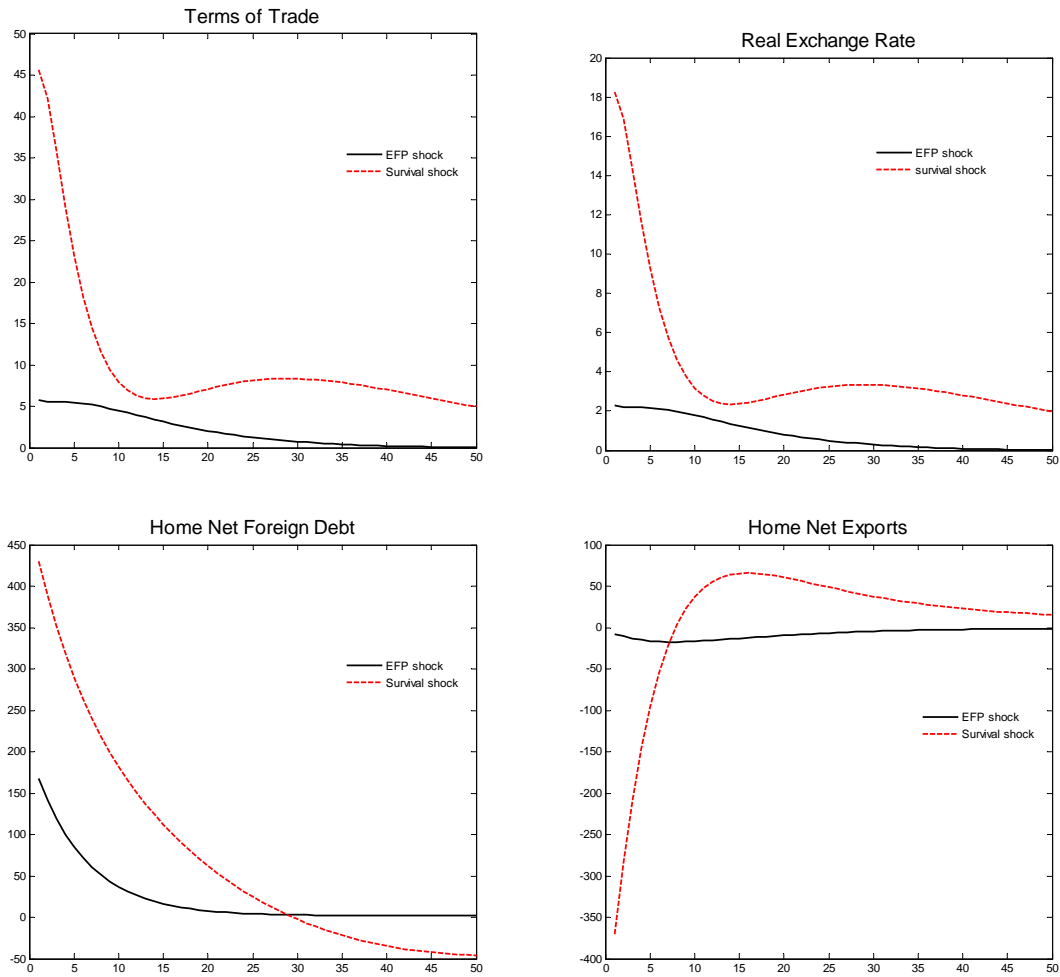 Terms of Trade
50
45
40
35
30
25
20
15
10
5
0
EFP shock
Survival shock
0 5 10 15 20 25 30 35 40 45 50
Real Exchange Rate
20
18
16
14
12
10
8
6
4
2
0
EFP shock
survival shock
0 5 10 15 20 25 30 35 40 45 50
Home Net Foreign Debt
450
400
350
300
250
200
150
100
50
0
-50
EFP shock
Survival shock
0 5 10 15 20 25 30 35 40 45 50
Home Net Exports
100
50
0
-50
-100
-150
-200
-250
-300
-350
-400
EFP shock
Survival shock
0 5 10 15 20 25 30 35 40 45 50